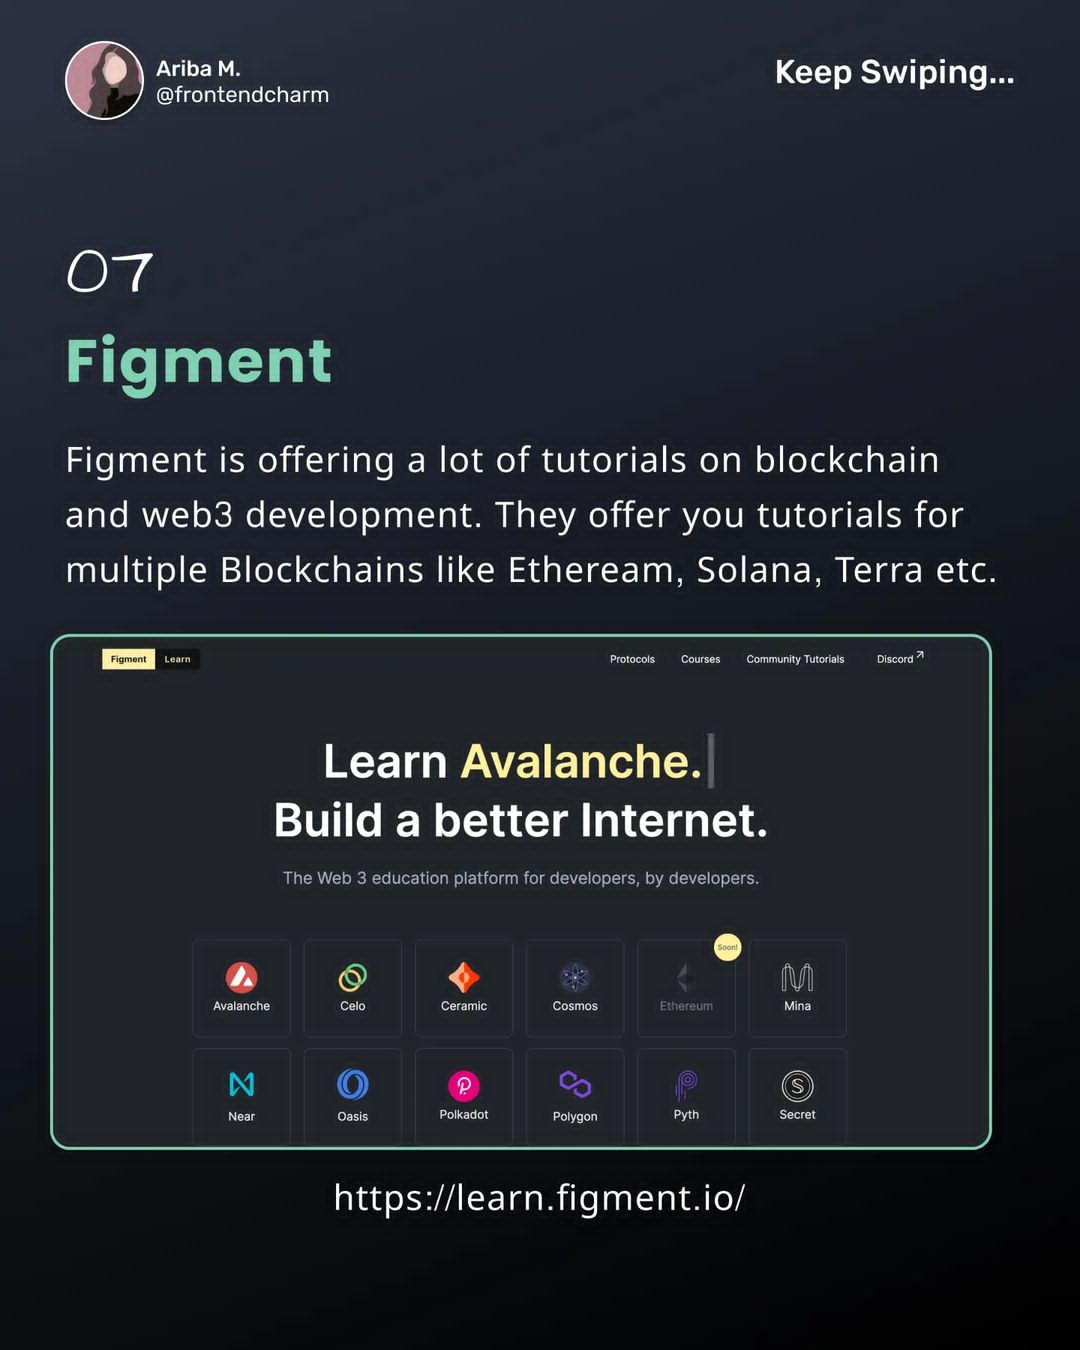 Ariba M.
@frontendcharm
Keep Swiping...
07
Figment
Figment is offering a lot of tutorials on blockchain
and web3 development. They offer you tutorials for
multiple Blockchains like Etheream, Solana, Terra etc.
Figment Learn
Protocols Courses Community Tutorials Discord
Learn Avalanche.
Build a better Internet.
The Web 3 education platform for developers, by developers.
Soon!
Avalanche Celo Ceramic Cosmos Ethereum Mina
Near Oasis Polkadot Polygon Pyth Secret
https://learn.figment.io/